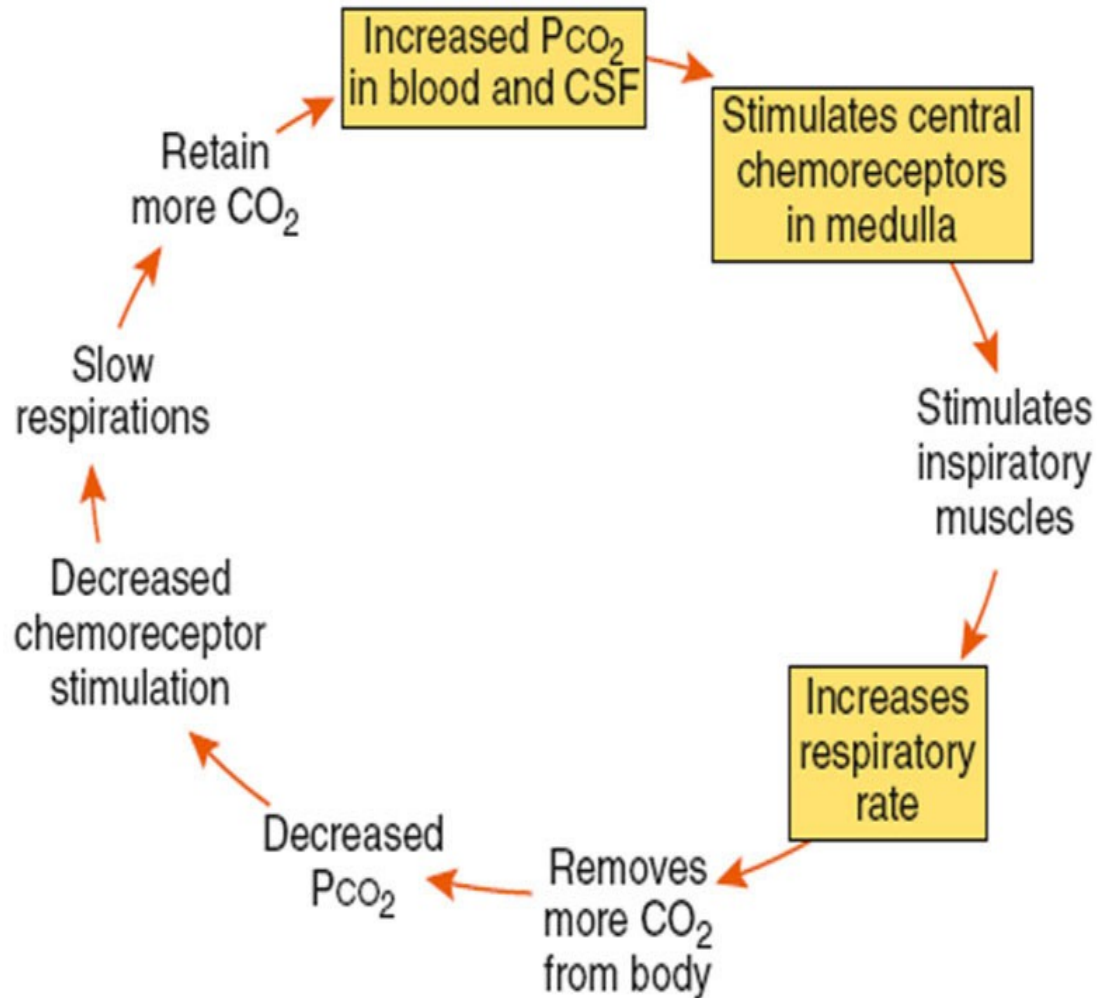 Increased PCO₂
in blood and CSF
Stimulates central
chemoreceptors
in medulla
Stimulates
inspiratory
muscles
Increases
respiratory
rate
Removes
more CO₂
from body
Decreased
PCO₂
Decreased
chemoreceptor
stimulation
Slow
respirations
Retain
more CO₂